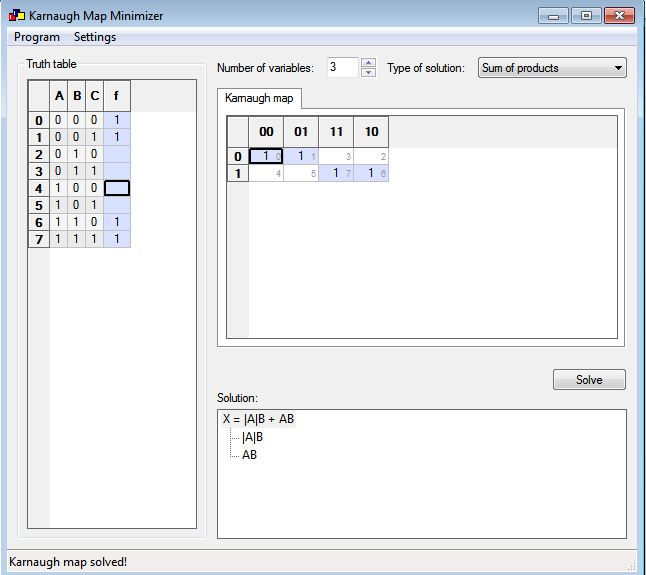 Karnaugh Map Minimizer
Program Settings
Truth table
A B C f
0 0 0 0 1
1 0 0 1 1
2 0 1 0
3 0 1 1
4 1 0 0
5 1 0 1
6 1 1 0 1
7 1 1 1 1
Number of variables: 3 Type of solution: Sum of products
Karnaugh map
00 01 11 10
0 1 0 1 1 3 2
1 4 5 1 7 1 6
Solve
Solution:
X = |A|B + AB
|A|B
AB
Karnaugh map solved!